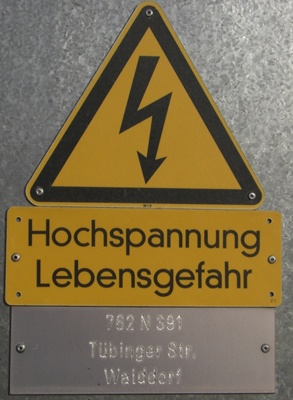 Hochspannung
Lebensgefahr
762 N 391
Tübinger Str.
Walddorf